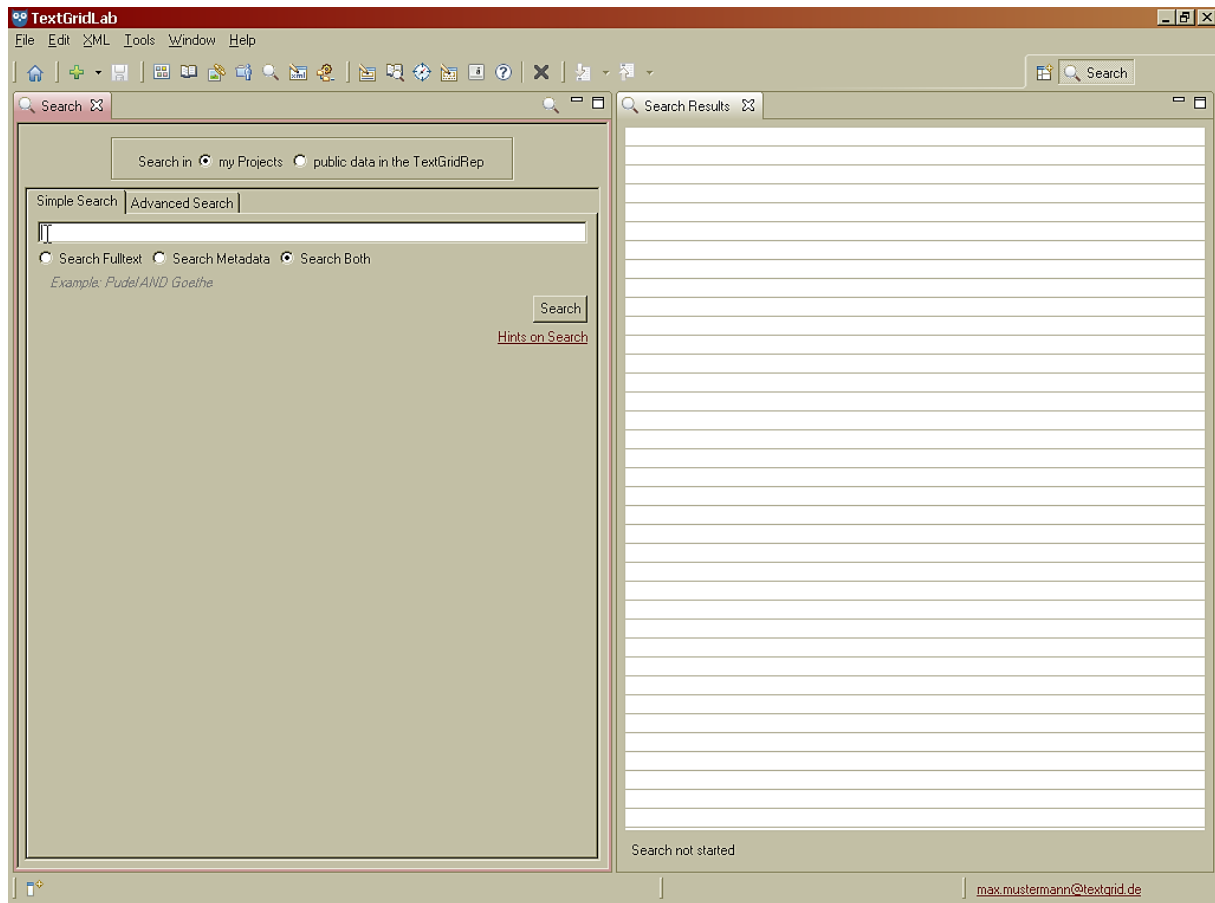 TextGridLab
File Edit XML Tools Window Help
Search
Search
Search Results
Search in my Projects public data in the TextGridRep
Simple Search Advanced Search
Search Fulltext Search Metadata Search Both
Example: Pudel AND Goethe
Search
Hints on Search
Search not started
max.mustermann@textgrid.de